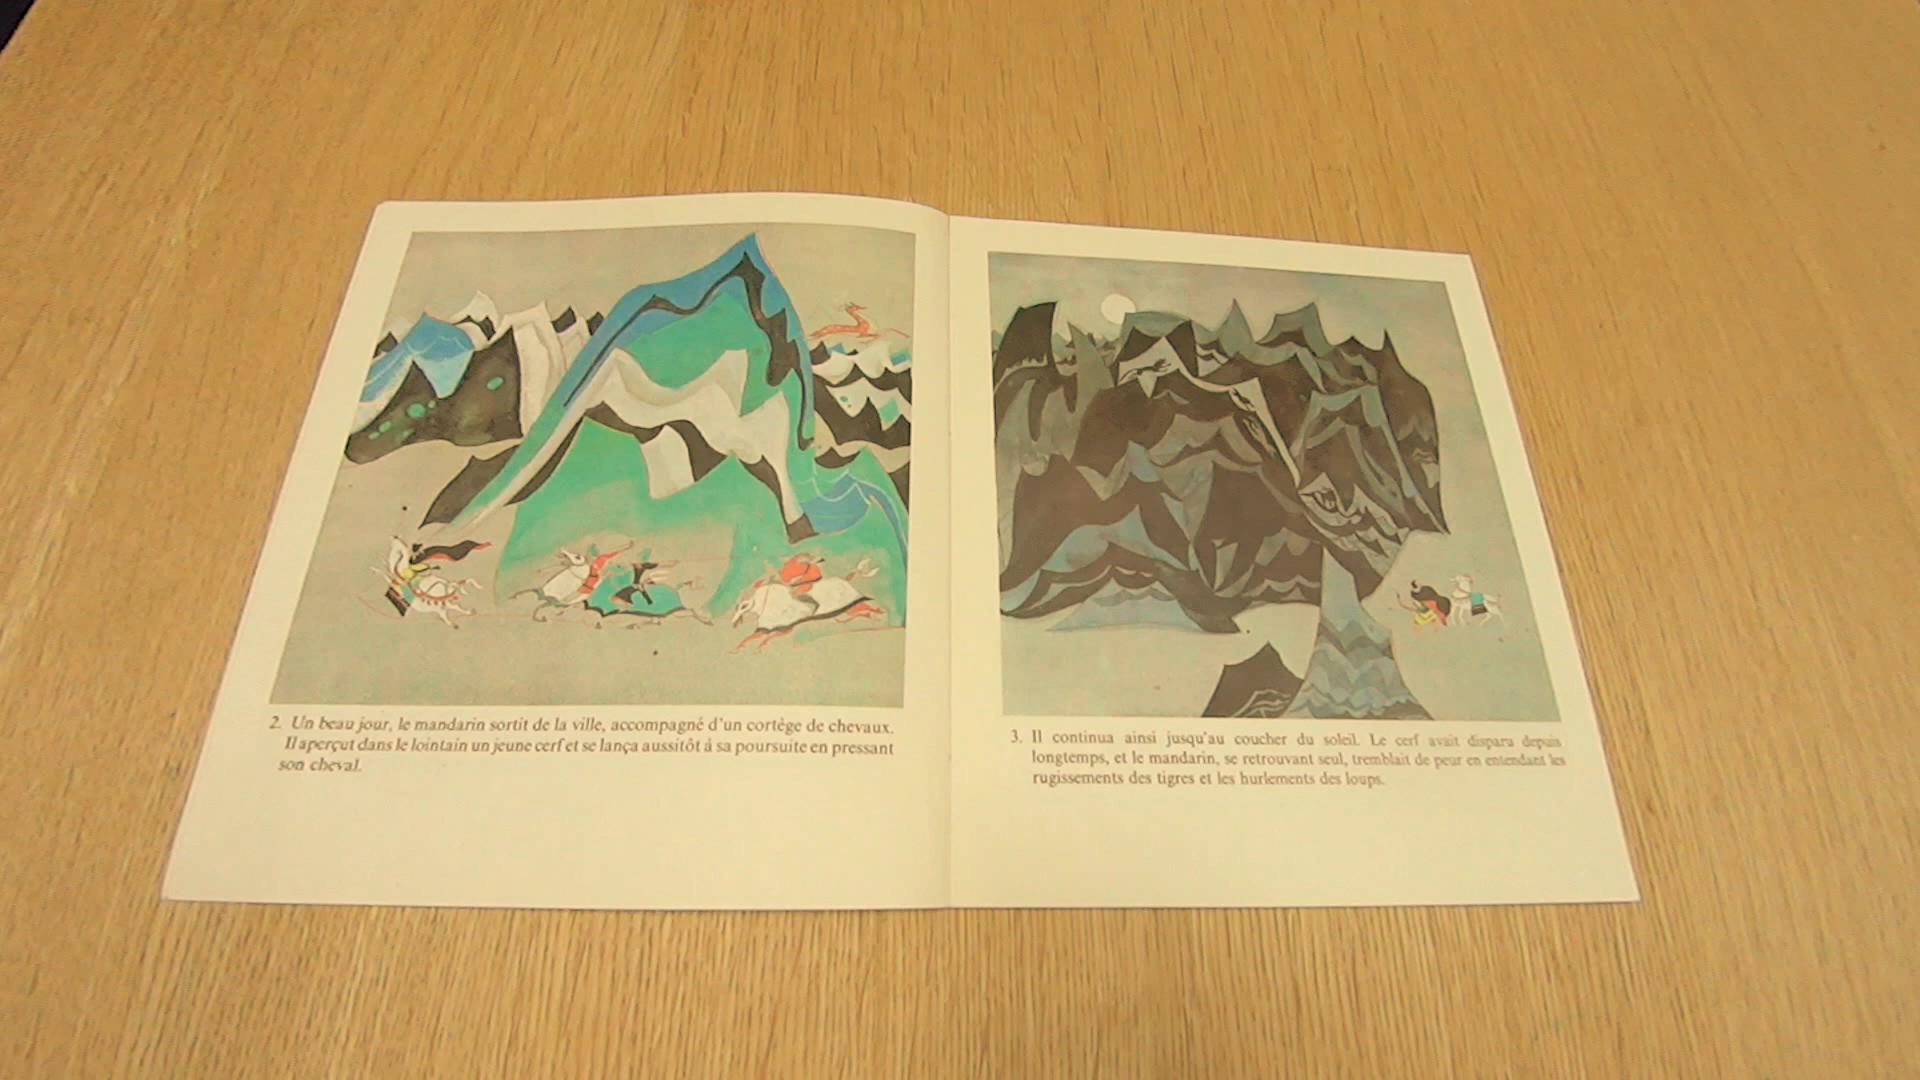 2. Un beau jour, le mandarin sortit de la ville, accompagné d'un cortège de chevaux.
Il aperçut dans le lointain un jeune cerf et se lança aussitôt à sa poursuite en pressant
son cheval.
3. Il continua ainsi jusqu'au coucher du soleil. Le cerf avait disparu depuis
longtemps, et le mandarin, se retrouvant seul, tremblait de peur en entendant les
rugissements des tigres et les hurlements des loups.